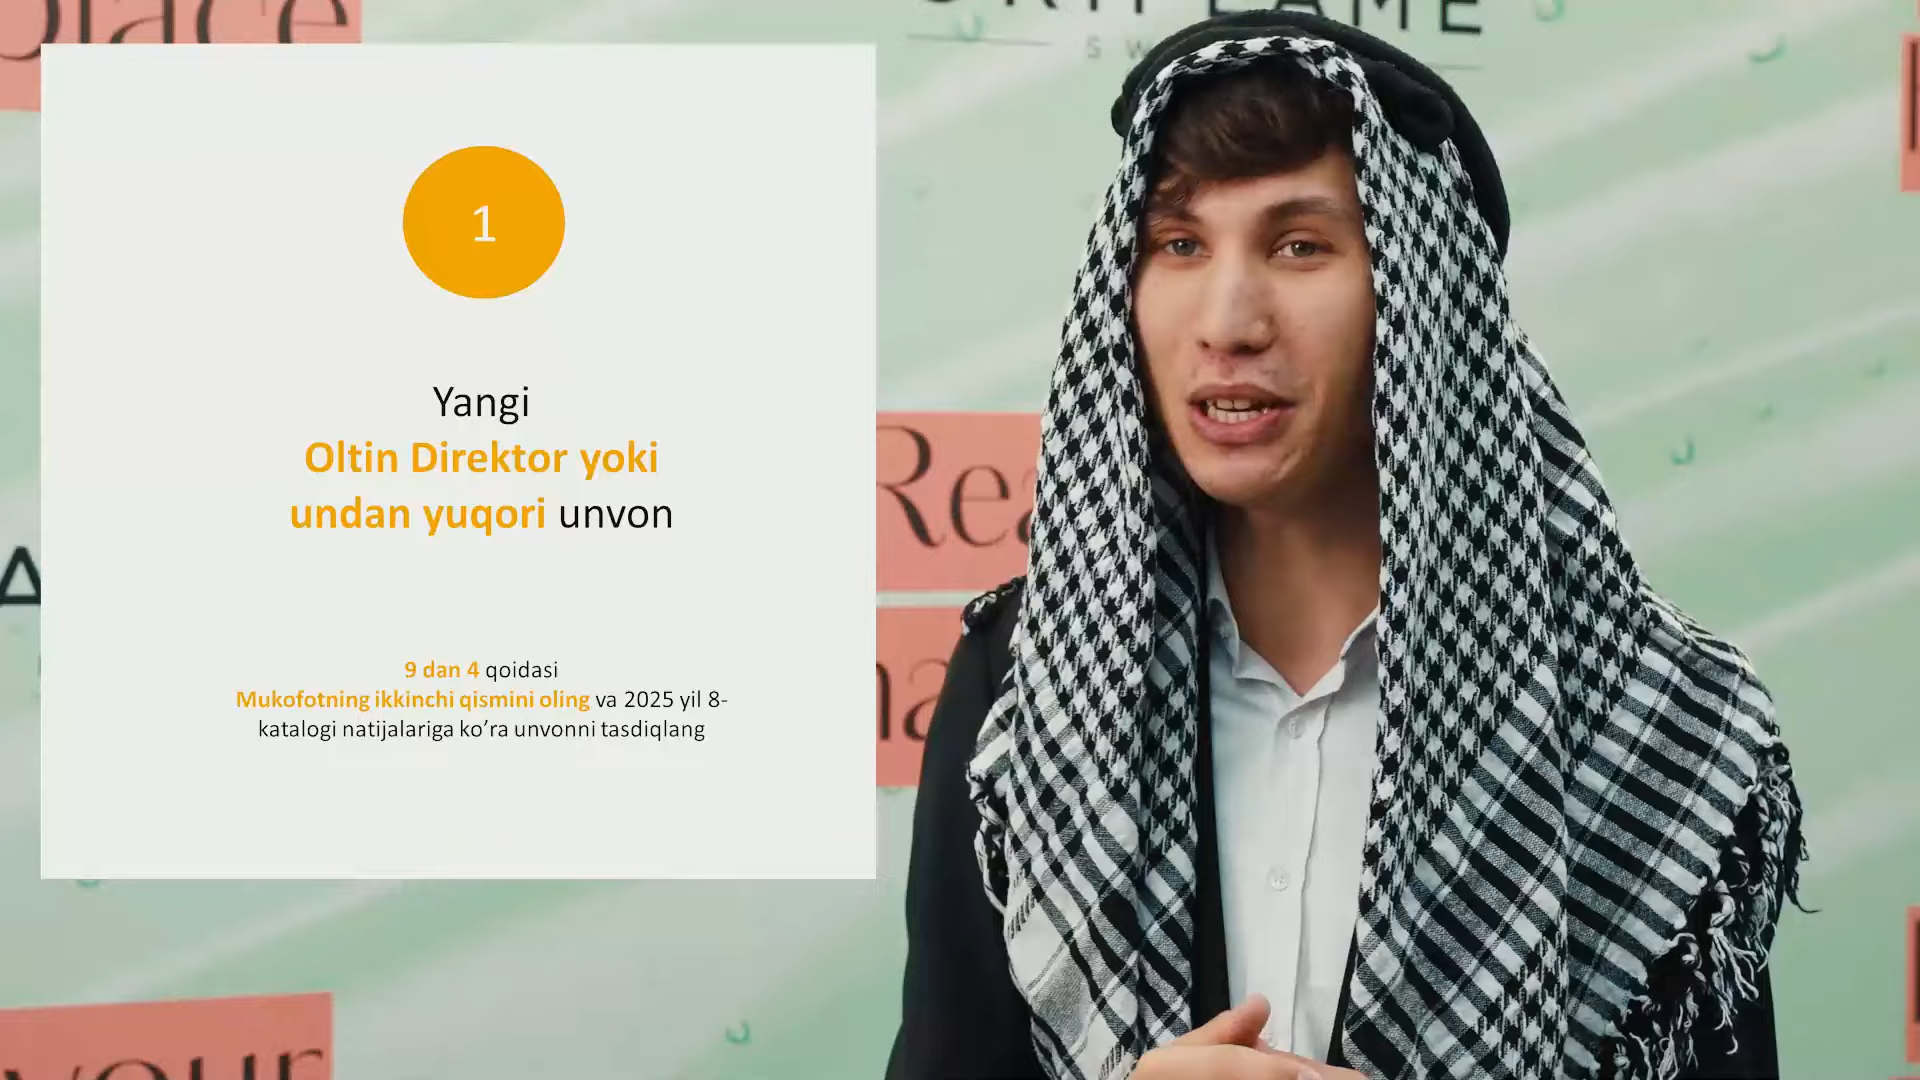 1
Yangi
Oltin Direktor yoki
undan yuqori unvon
9 dan 4 qoidasi
Mukofotning ikkinchi qismini oling va 2025 yil 8-
katalogi natijalariga ko’ra unvonni tasdiqlang